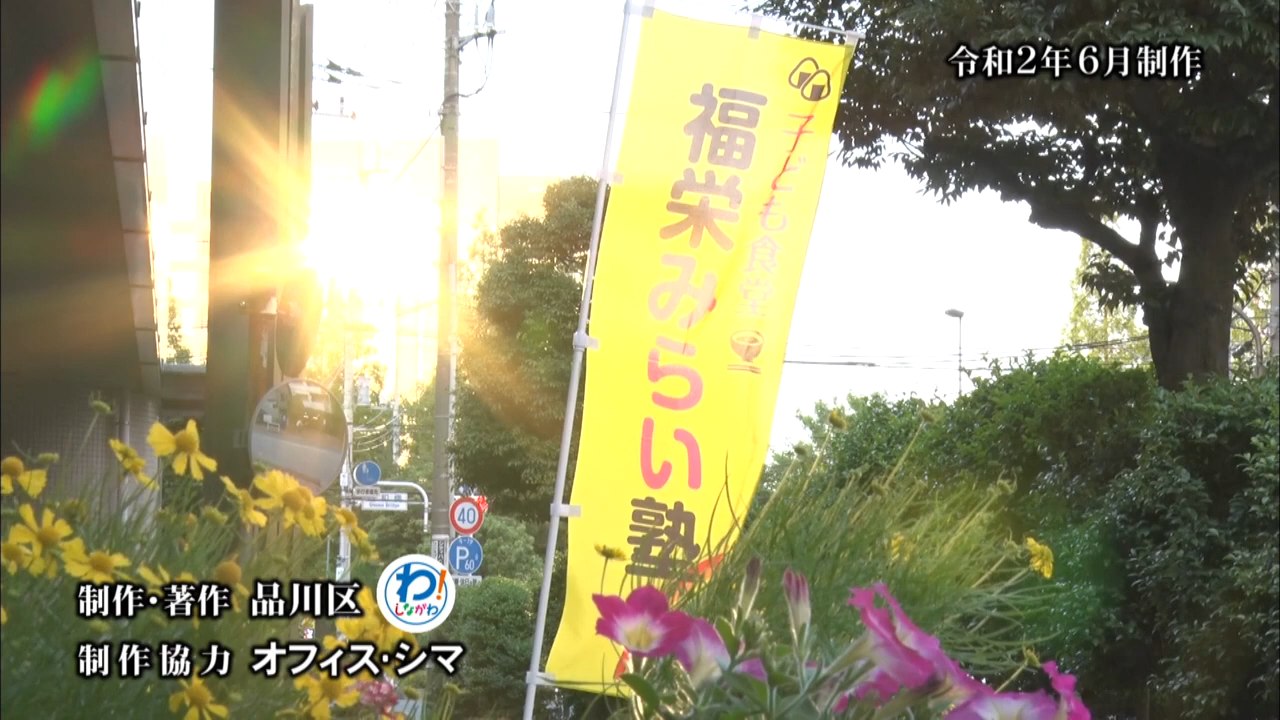 令和2年6月制作
子ども食堂
福栄みらい塾
40
P
60
制作・著作 品川区
わ!
しながわ
制作協力 オフィス・シマ